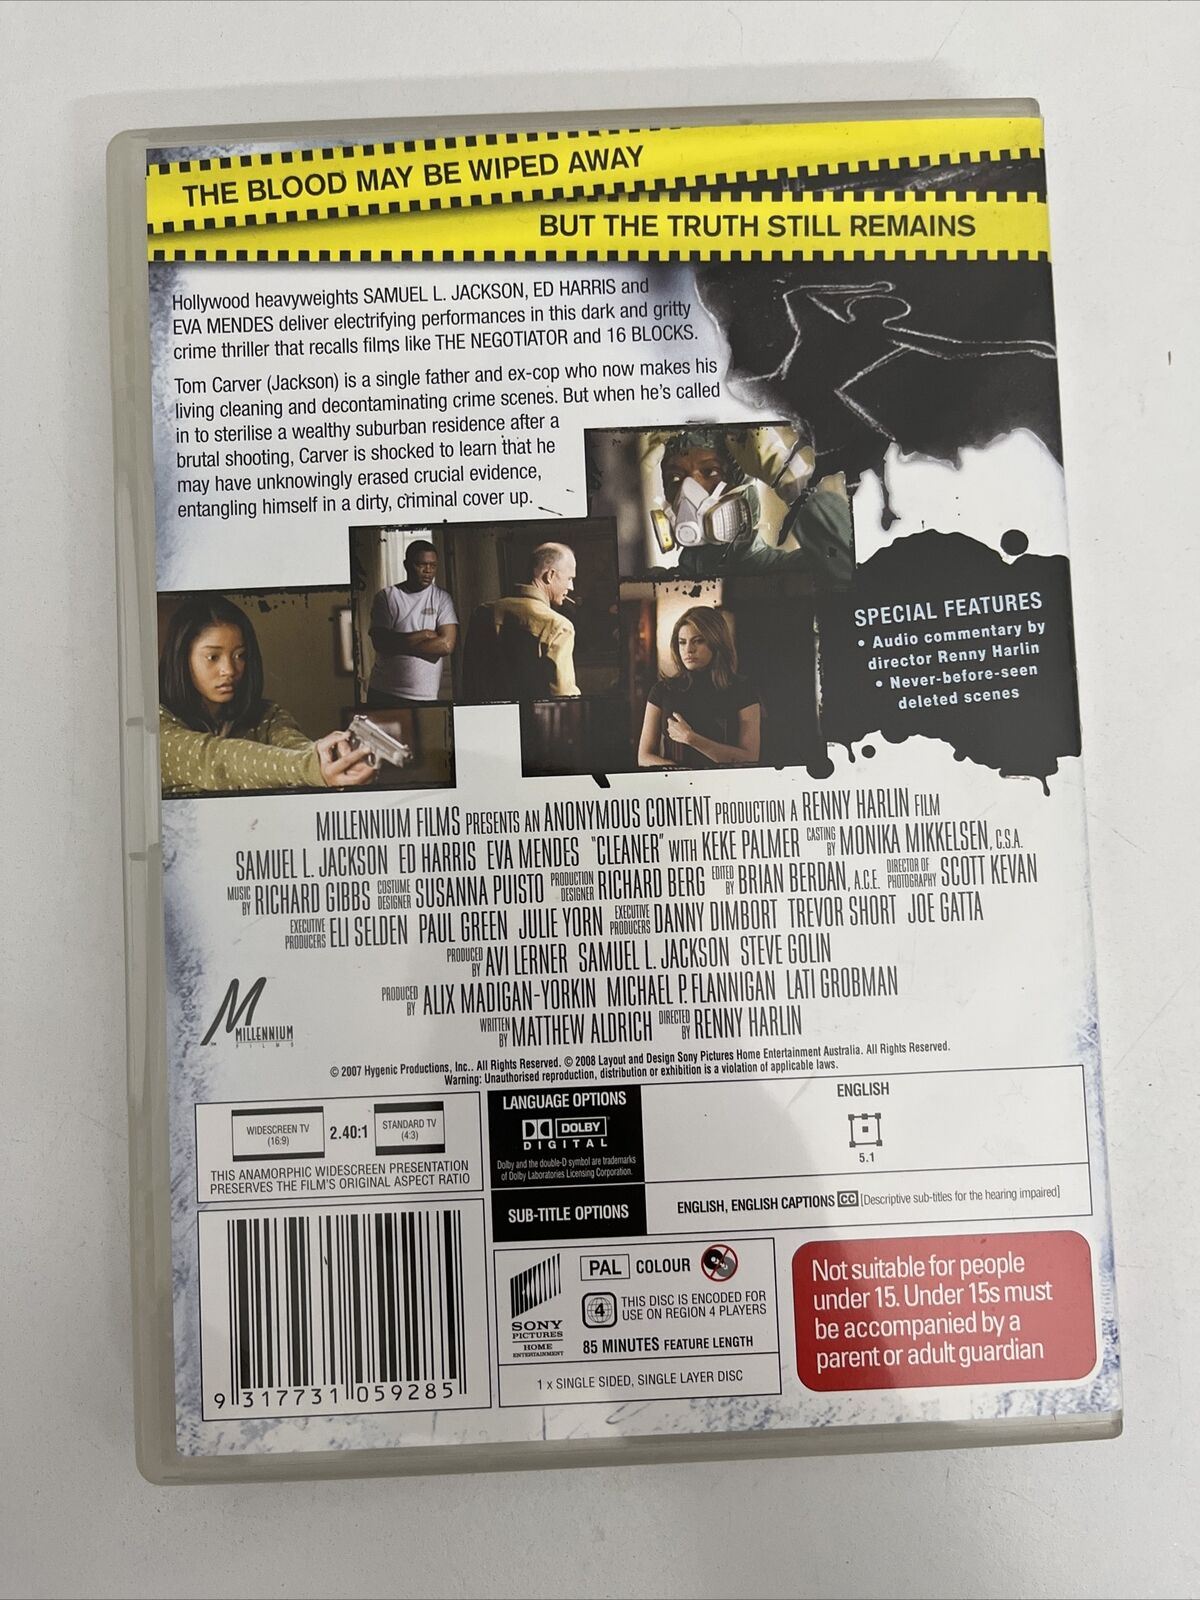 THE BLOOD MAY BE WIPED AWAY
BUT THE TRUTH STILL REMAINS
Hollywood heavyweights SAMUEL L. JACKSON, ED HARRIS and
EVA MENDES deliver electrifying performances in this dark and gritty
crime thriller that recalls films like THE NEGOTIATOR and 16 BLOCKS.
Tom Carver (Jackson) is a single father and ex-cop who now makes his
living cleaning and decontaminating crime scenes. But when he's called
in to sterilise a wealthy suburban residence after a
brutal shooting, Carver is shocked to learn that he
may have unknowingly erased crucial evidence,
entangling himself in a dirty, criminal cover up.
SPECIAL FEATURES
• Audio commentary by
director Renny Harlin
• Never-before-seen
deleted scenes
MILLENNIUM FILMS PRESENTS AN ANONYMOUS CONTENT PRODUCTION A RENNY HARLIN FILM
SAMUEL L. JACKSON ED HARRIS EVA MENDES "CLEANER" WITH KEKE PALMER CASTING BY MONIKA MIKKELSEN, C.S.A.
MUSIC BY RICHARD GIBBS COSTUME DESIGNER SUSANNA PUISTO PRODUCTION DESIGNER RICHARD BERG EDITED BY BRIAN BERDAN, A.C.E. DIRECTOR OF PHOTOGRAPHY SCOTT KEVAN
EXECUTIVE PRODUCERS ELI SELDEN PAUL GREEN JULIE YORN EXECUTIVE PRODUCERS DANNY DIMBORT TREVOR SHORT JOE GATTA
PRODUCED BY AVI LERNER SAMUEL L. JACKSON STEVE GOLIN
PRODUCED BY ALIX MADIGAN-YORKIN MICHAEL P. FLANNIGAN LATI GROBMAN
WRITTEN BY MATTHEW ALDRICH DIRECTED BY RENNY HARLIN
M
MILLENNIUM
FILMS
© 2007 Hygenic Productions, Inc.. All Rights Reserved. © 2008 Layout and Design Sony Pictures Home Entertainment Australia. All Rights Reserved.
Warning: Unauthorised reproduction, distribution or exhibition is a violation of applicable laws.
WIDESCREEN TV
(16:9)
2.40:1
STANDARD TV
(4:3)
THIS ANAMORPHIC WIDESCREEN PRESENTATION
PRESERVES THE FILM'S ORIGINAL ASPECT RATIO
LANGUAGE OPTIONS
DOLBY
DIGITAL
Dolby and the double-D symbol are trademarks
of Dolby Laboratories Licensing Corporation.
ENGLISH
5.1
SUB-TITLE OPTIONS
ENGLISH, ENGLISH CAPTIONS CC [Descriptive sub-titles for the hearing impaired]
9 317731 059285
SONY
PICTURES
HOME
ENTERTAINMENT
PAL COLOUR
4
THIS DISC IS ENCODED FOR
USE ON REGION 4 PLAYERS
85 MINUTES FEATURE LENGTH
1 x SINGLE SIDED, SINGLE LAYER DISC
Not suitable for people
under 15. Under 15s must
be accompanied by a
parent or adult guardian